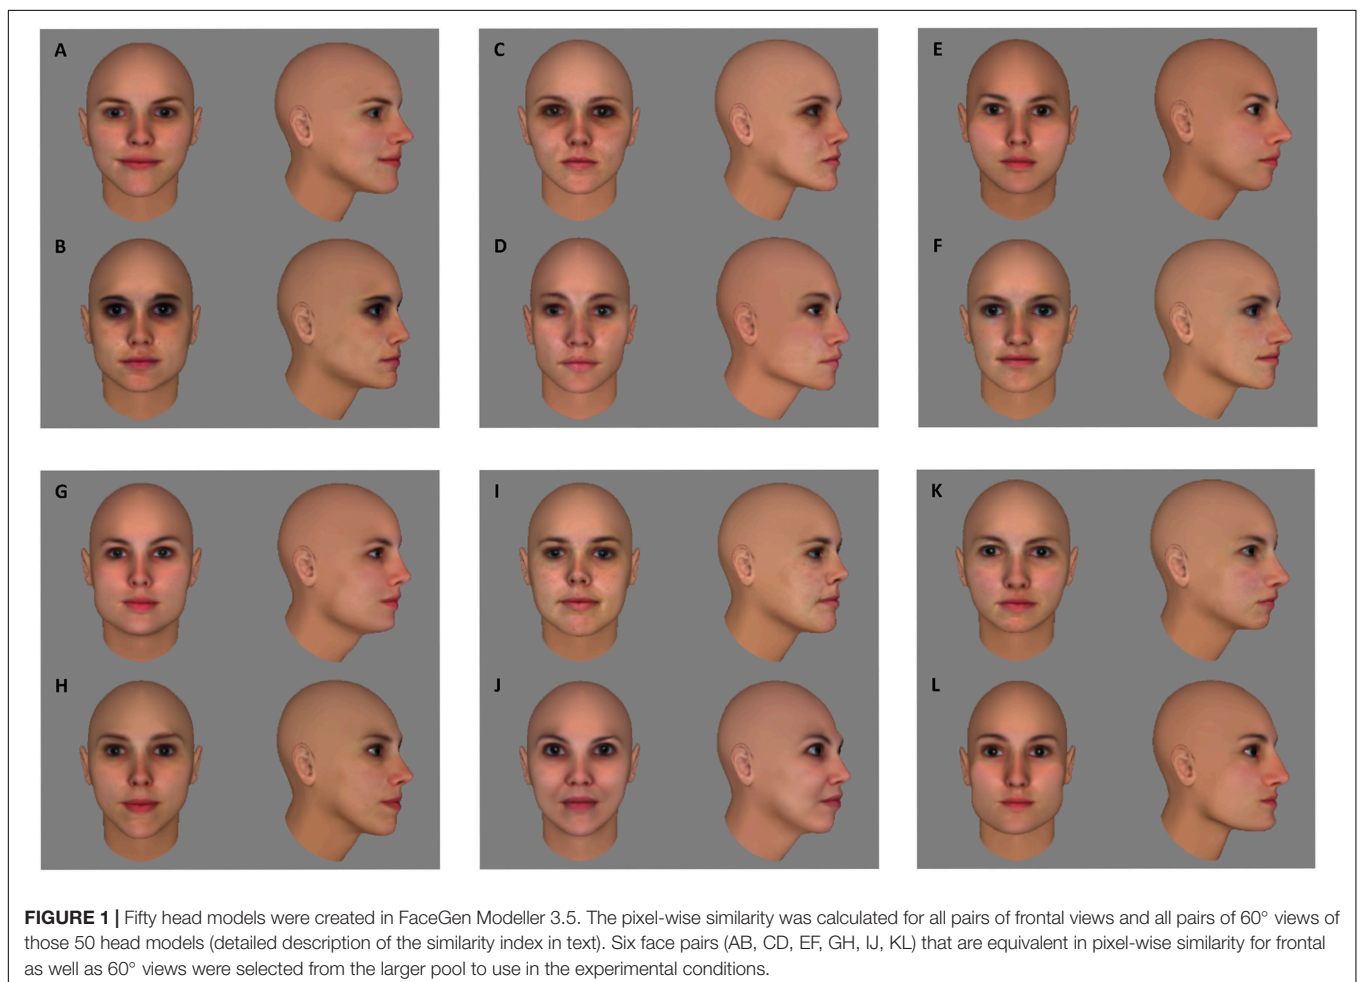 A
C
E
B
D
F
G
I
K
H
J
L
FIGURE 1 | Fifty head models were created in FaceGen Modeller 3.5. The pixel-wise similarity was calculated for all pairs of frontal views and all pairs of 60° views of
those 50 head models (detailed description of the similarity index in text). Six face pairs (AB, CD, EF, GH, IJ, KL) that are equivalent in pixel-wise similarity for frontal
as well as 60° views were selected from the larger pool to use in the experimental conditions.